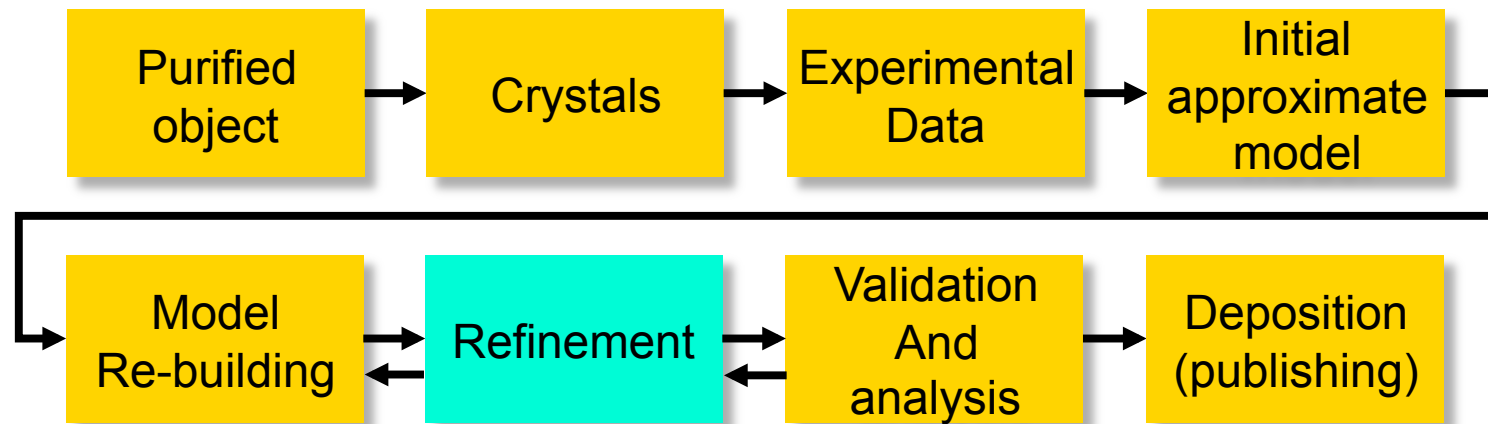 Purified
object
Crystals
Experimental
Data
Initial
approximate
model
Model
Re-building
Refinement
Validation
And
analysis
Deposition
(publishing)